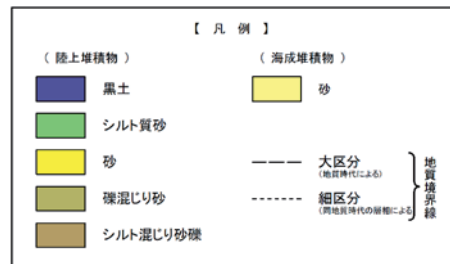 【 凡 例 】
（ 陸上堆積物 ）
黒土
シルト質砂
砂
礫混じり砂
シルト混じり砂礫
（ 海成堆積物 ）
砂
大区分
（地質時代による）
細区分
（同地質時代の層相による
地質境界線